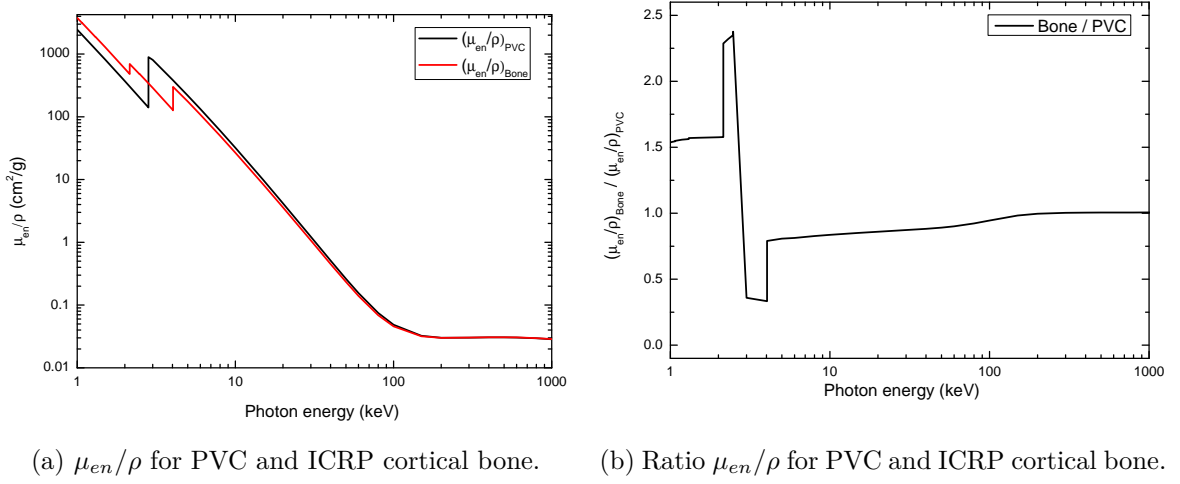 1000
100
10
1
0.1
0.01
μen/ρ (cm²/g)
(μ_en/ρ)PVC
(μ_en/ρ)Bone
1 10 100 1000
Photon energy (keV)
2.5
2.0
1.5
1.0
0.5
0.0
(μen/ρ)Bone / (μen/ρ)PVC
Bone / PVC
1 10 100 1000
Photon energy (keV)
(a) μen/ρ for PVC and ICRP cortical bone.
(b) Ratio μen/ρ for PVC and ICRP cortical bone.